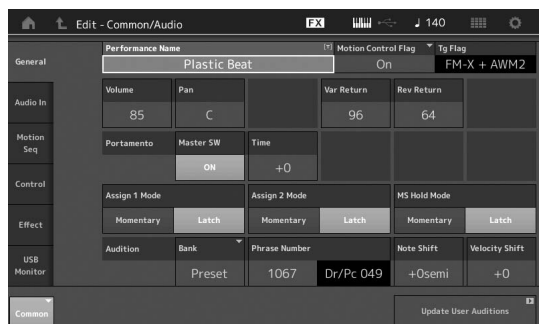 Edit - Common/Audio FX ♩ 140
General
Performance Name [T] Motion Control Flag Tg Flag
Plastic Beat On FM-X + AWM2
Audio In
Volume Pan Var Return Rev Return
85 C 96 64
Motion
Seq
Portamento Master SW Time
ON +0
Control
Assign 1 Mode Assign 2 Mode MS Hold Mode
Momentary Latch Momentary Latch Momentary Latch
Effect
Audition Bank Phrase Number Note Shift Velocity Shift
USB
Monitor
Preset 1067 Dr/Pc 049 +0semi +0
Common Update User Auditions